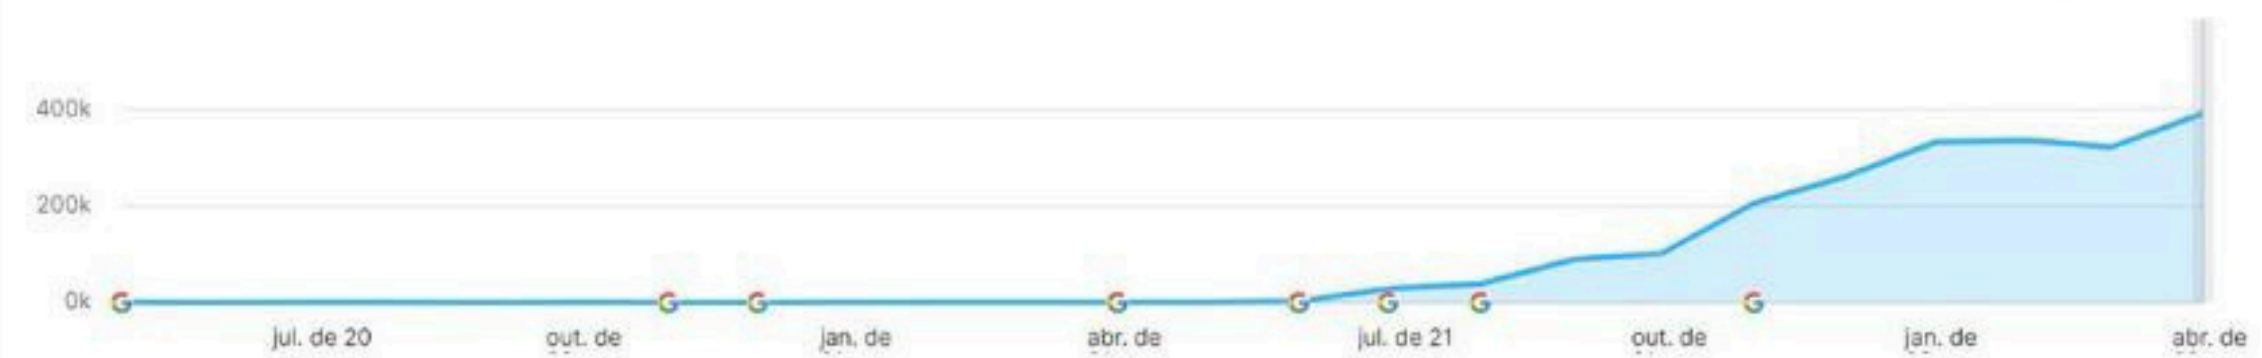 400k
200k
0k
jul. de 20
out. de
jan. de
abr. de
jul. de 21
out. de
jan. de
abr. de